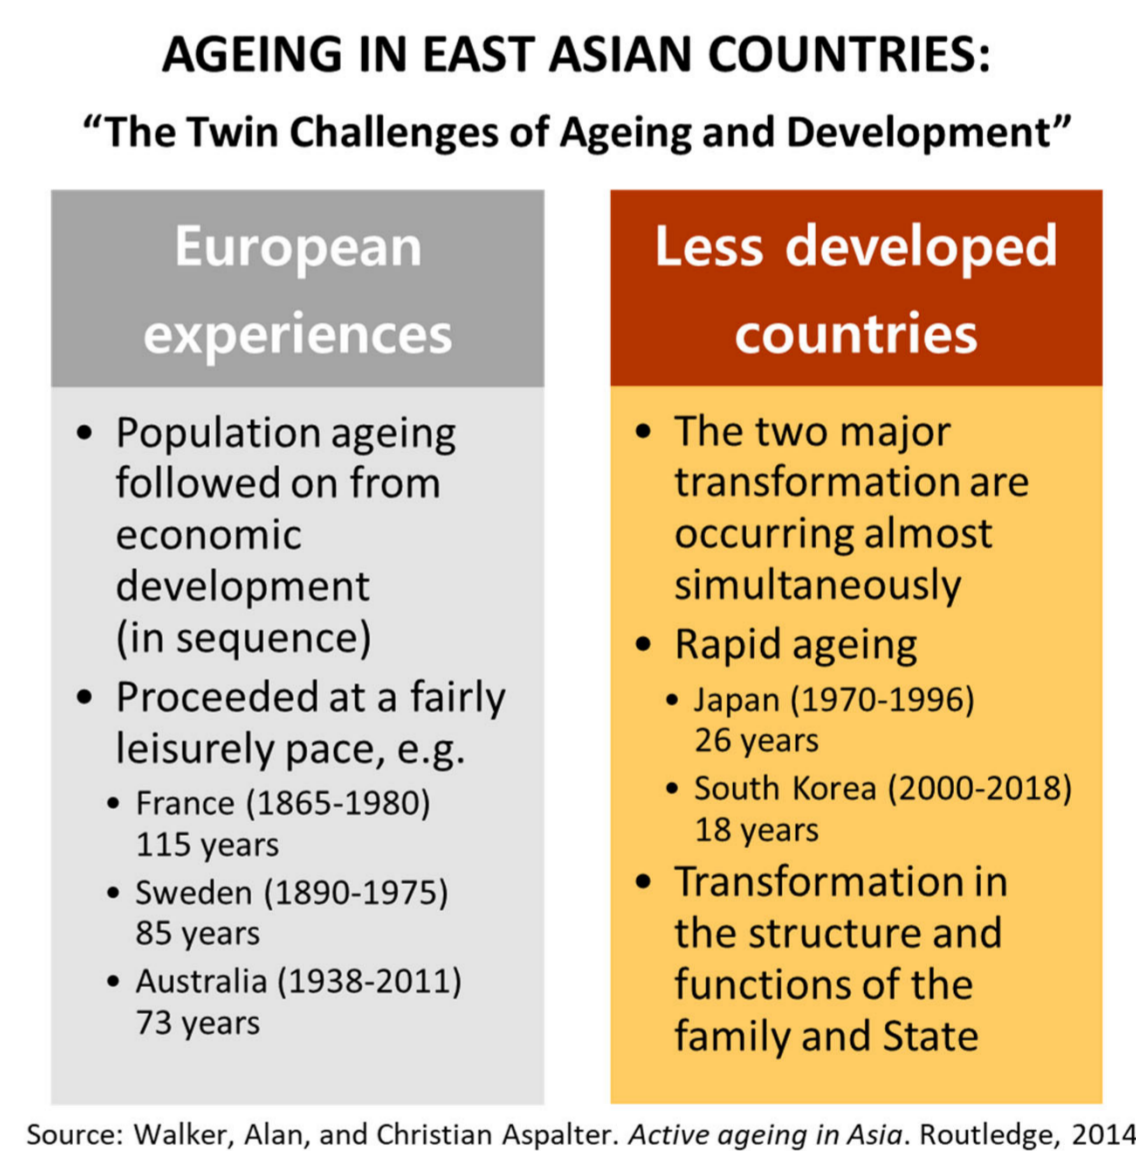 AGEING IN EAST ASIAN COUNTRIES:
“The Twin Challenges of Ageing and Development”
European
experiences
• Population ageing
followed on from
economic
development
(in sequence)
• Proceeded at a fairly
leisurely pace, e.g.
• France (1865-1980)
115 years
• Sweden (1890-1975)
85 years
• Australia (1938-2011)
73 years
Less developed
countries
• The two major
transformation are
occurring almost
simultaneously
• Rapid ageing
• Japan (1970-1996)
26 years
• South Korea (2000-2018)
18 years
• Transformation in
the structure and
functions of the
family and State
Source: Walker, Alan, and Christian Aspalter. Active ageing in Asia. Routledge, 2014